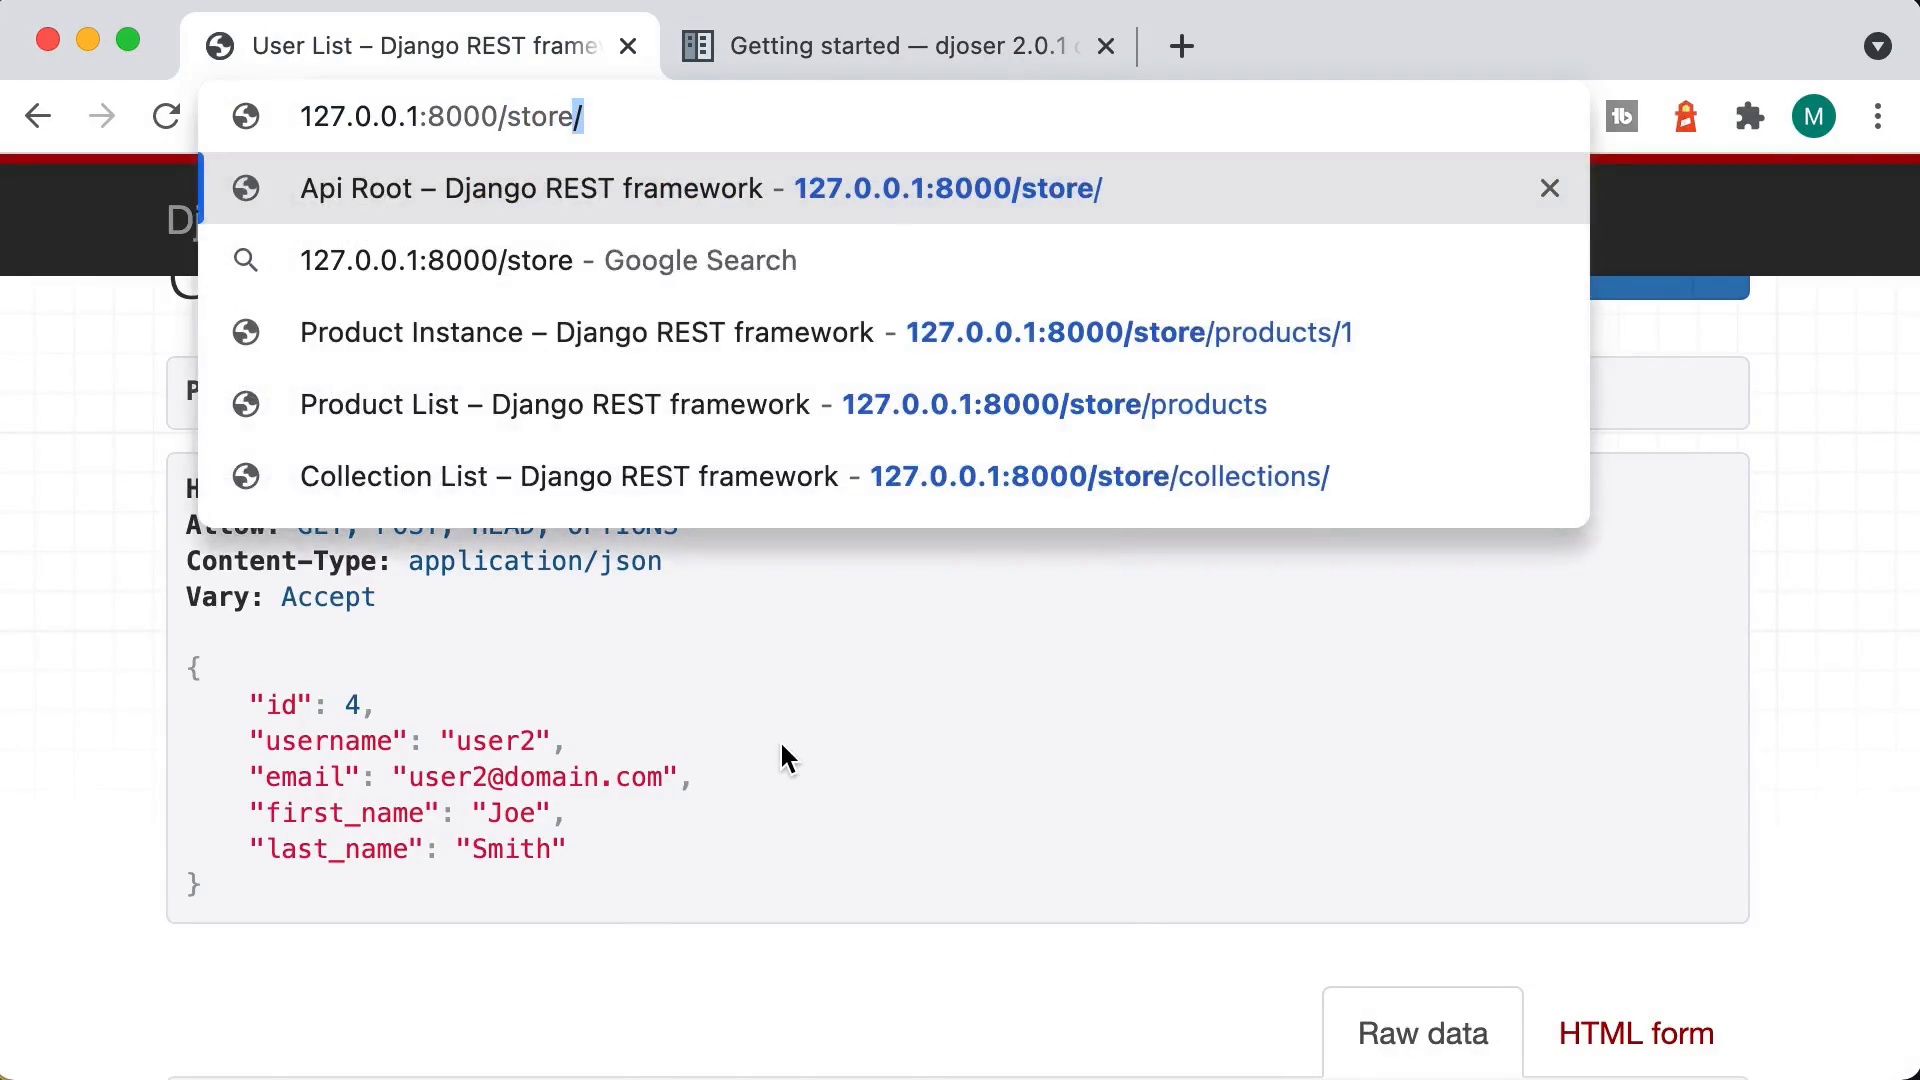 User List – Django REST frame
Getting started — djoser 2.0.1
127.0.0.1:8000/store/
M
Api Root – Django REST framework - 127.0.0.1:8000/store/
127.0.0.1:8000/store - Google Search
Product Instance – Django REST framework - 127.0.0.1:8000/store/products/1
Product List – Django REST framework - 127.0.0.1:8000/store/products
Collection List – Django REST framework - 127.0.0.1:8000/store/collections/
Allow: GET, POST, HEAD, OPTIONS
Content-Type: application/json
Vary: Accept
{
"id": 4,
"username": "user2",
"email": "user2@domain.com",
"first_name": "Joe",
"last_name": "Smith"
}
Raw data
HTML form